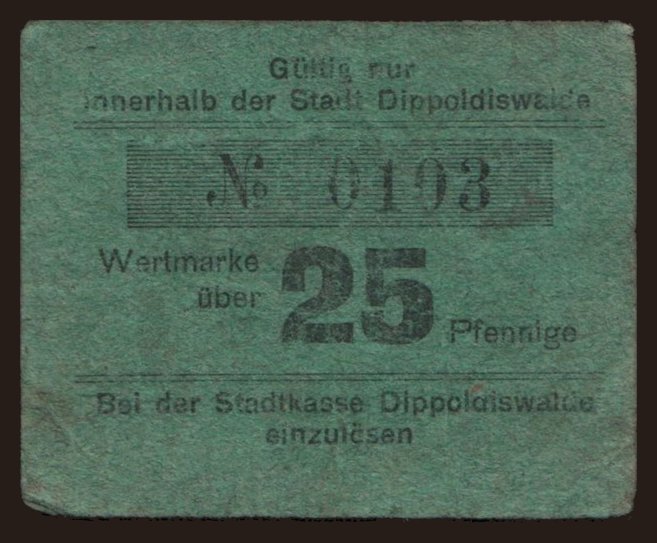 Gültig nur
innerhalb der Stadt Dippoldiswalde
№ 0193
Wertmarke
über 25 Pfennige
Bei der Stadtkasse Dippoldiswalde
einzulösen